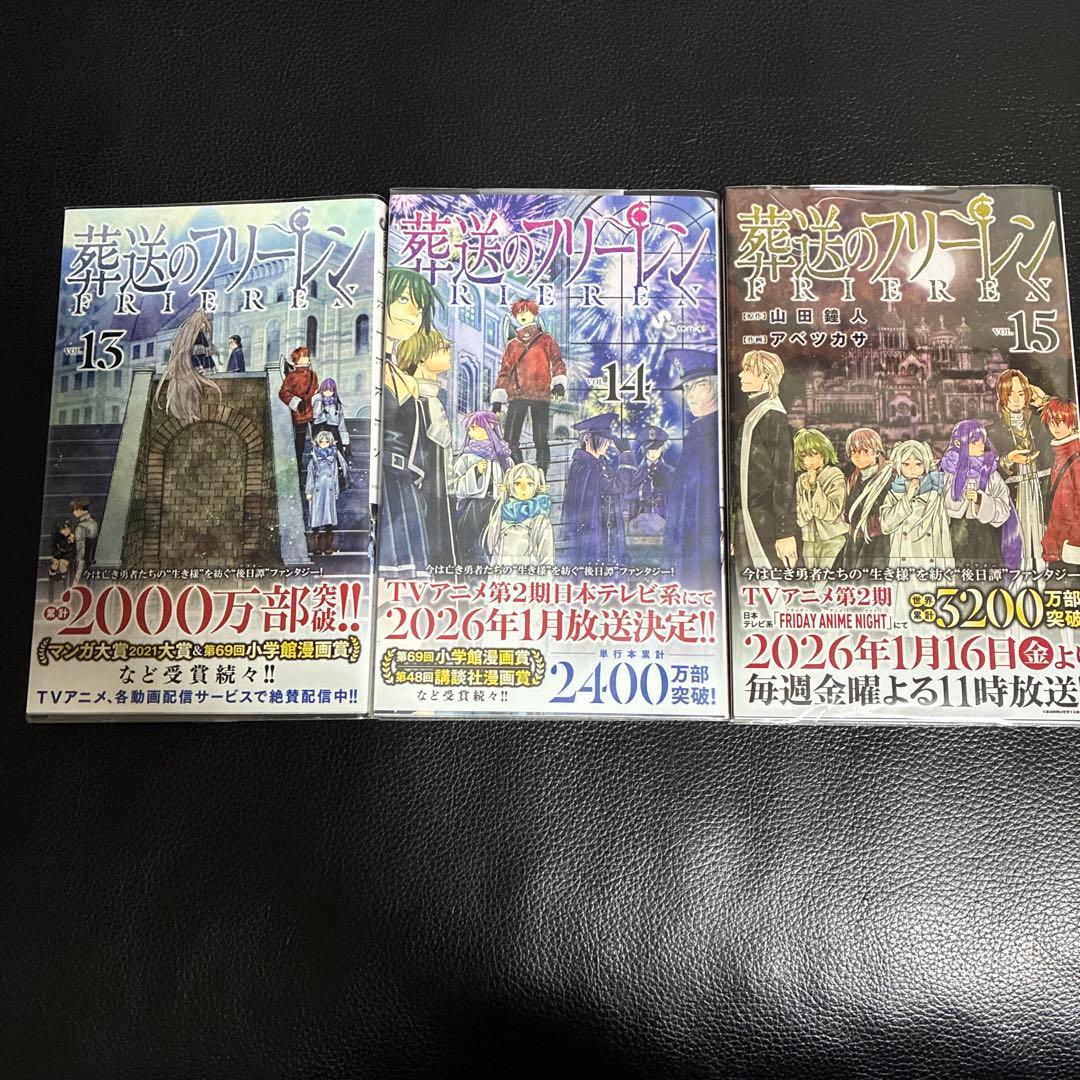 葬送のフリーレン
FRIEREN
VOL.13
今は亡き勇者たちの"生き様"を紡ぐ"後日譚"ファンタジー!
累計2000万部突破!!
マンガ大賞2021大賞&第69回小学館漫画賞
など受賞続々!!
TVアニメ、各動画配信サービスで絶賛配信中!!
葬送のフリーレン
RIEREN
S comics
VOL.14
今は亡き勇者たちの"生き様"を紡ぐ"後日譚"ファンタジー!
TVアニメ第2期日本テレビ系にて
2026年1月放送決定!!
第69回小学館漫画賞
第48回講談社漫画賞
など受賞続々!!
単行本累計
2400万部突破!
葬送のフリーレン
FRIEREN
VOL.15
【原作】山田鐘人
【作画】アベツカサ
今は亡き勇者たちの"生き様"を紡ぐ"後日譚"ファンタジー!
TVアニメ第2期
日本テレビ系「FRIDAY ANIME NIGHT」にて
世界累計3200万部突破
2026年1月16日金より
毎週金曜よる11時放送!